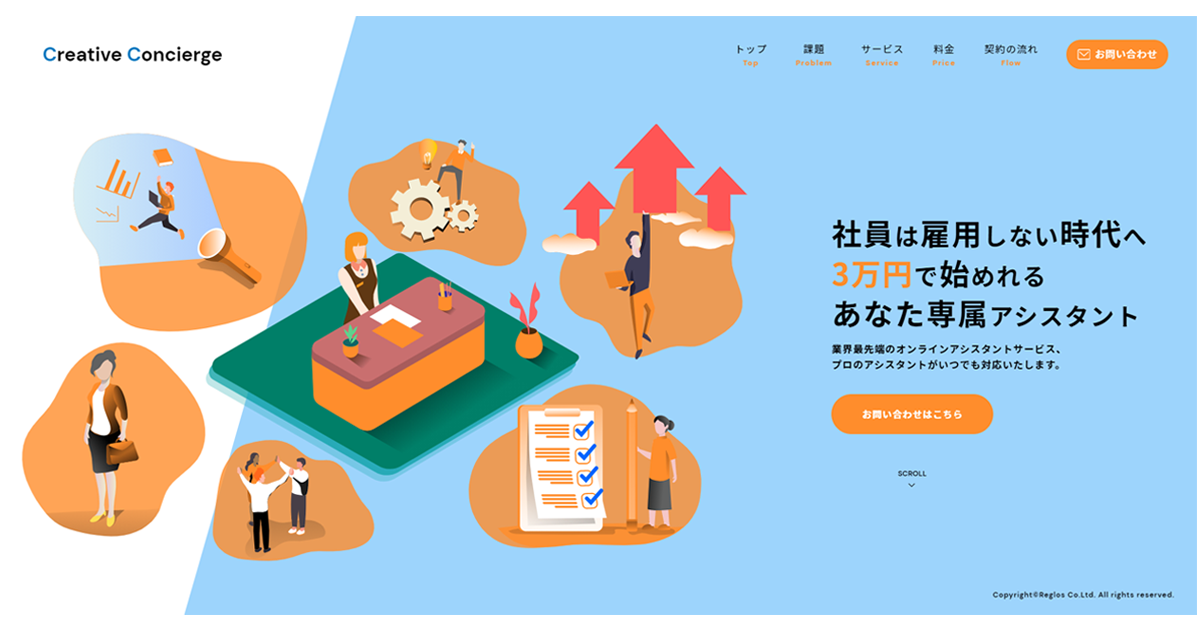 Creative Concierge
トップ 課題 サービス 料金 契約の流れ お問い合わせ
Top Problem Service Price Flow
社員は雇用しない時代へ
3万円で始めれる
あなた専属アシスタント
業界最先端のオンラインアシスタントサービス、
プロのアシスタントがいつでも対応いたします。
お問い合わせはこちら
SCROLL
Copyright©Reglos Co.Ltd. All rights reserved.